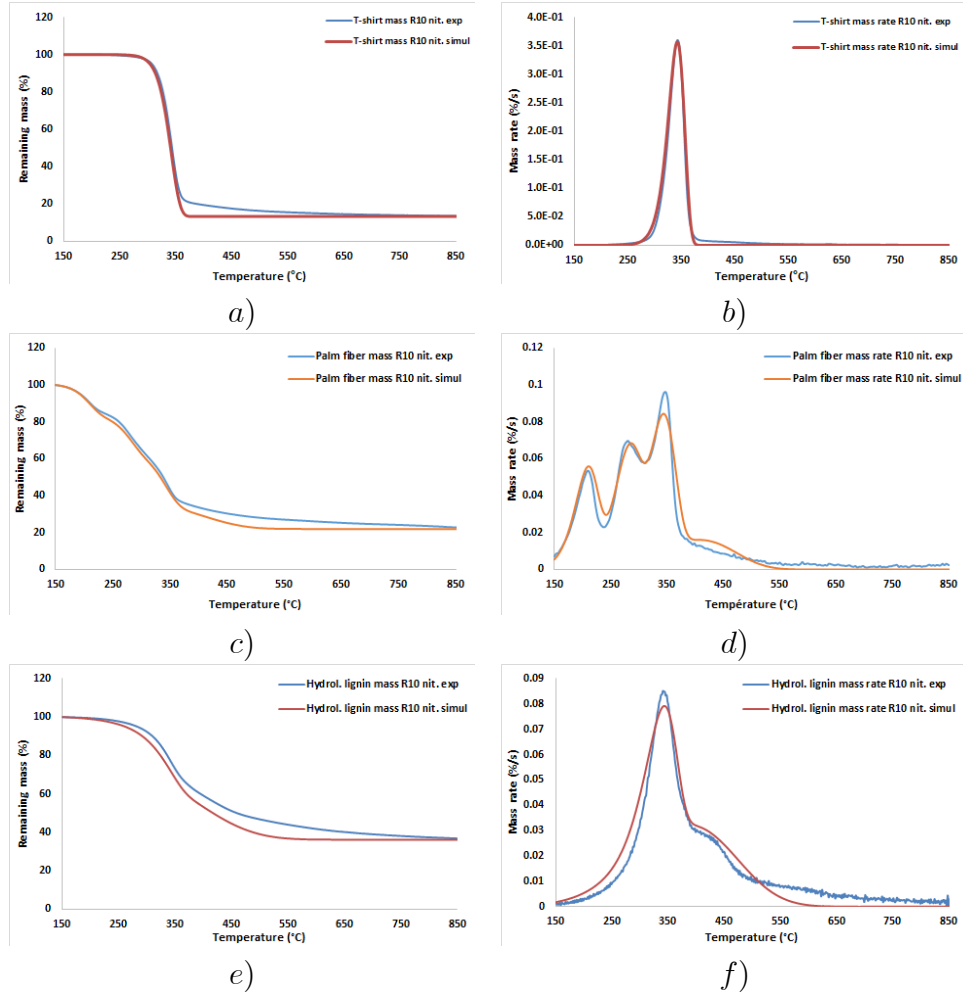 120
100
80
60
40
20
0
150
250
350
450
550
650
750
850
Remaining mass (%)
Temperature (°C)
T-shirt mass R10 nit. exp
T-shirt mass R10 nit. simul
a)
4.0E-01
3.5E-01
3.0E-01
2.5E-01
2.0E-01
1.5E-01
1.0E-01
5.0E-02
0.0E+00
150
250
350
450
550
650
750
850
Mass rate (%/s)
Temperature (°C)
T-shirt mass rate R10 nit. exp
T-shirt mass rate R10 nit. simul
b)
120
100
80
60
40
20
0
150
250
350
450
550
650
750
850
Remaining mass (%)
Temperature (°C)
Palm fiber mass R10 nit. exp
Palm fiber mass R10 nit. simul
c)
0.12
0.1
0.08
0.06
0.04
0.02
0
150
250
350
450
550
650
750
850
Mass rate (%/s)
Température (°C)
Palm fiber mass rate R10 nit. exp
Palm fiber mass rate R10 nit. simul
d)
120
100
80
60
40
20
0
150
250
350
450
550
650
750
850
Remaining mass (%)
Temperature (°C)
Hydrol. lignin mass R10 nit. exp
Hydrol. lignin mass R10 nit. simul
e)
0.09
0.08
0.07
0.06
0.05
0.04
0.03
0.02
0.01
0
150
250
350
450
550
650
750
850
Mass rate (%/s)
Temperature (°C)
Hydrol. lignin mass rate R10 nit. exp
Hydrol. lignin mass rate R10 nit. simul
f)